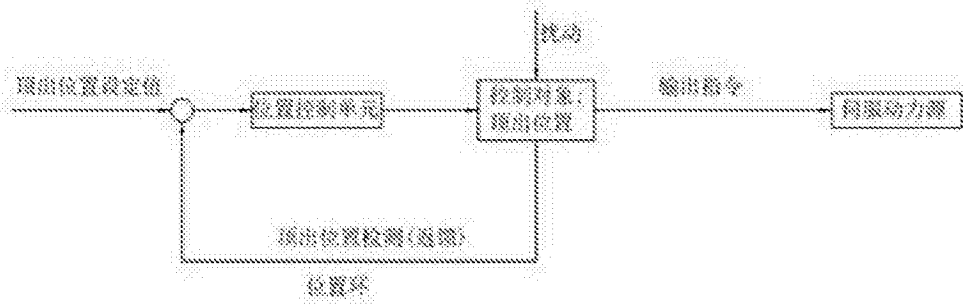 扰动
顶出位置设定值
位置控制单元
控制对象:
顶出位置
输出指令
伺服动力源
顶出位置检测(反馈)
位置环